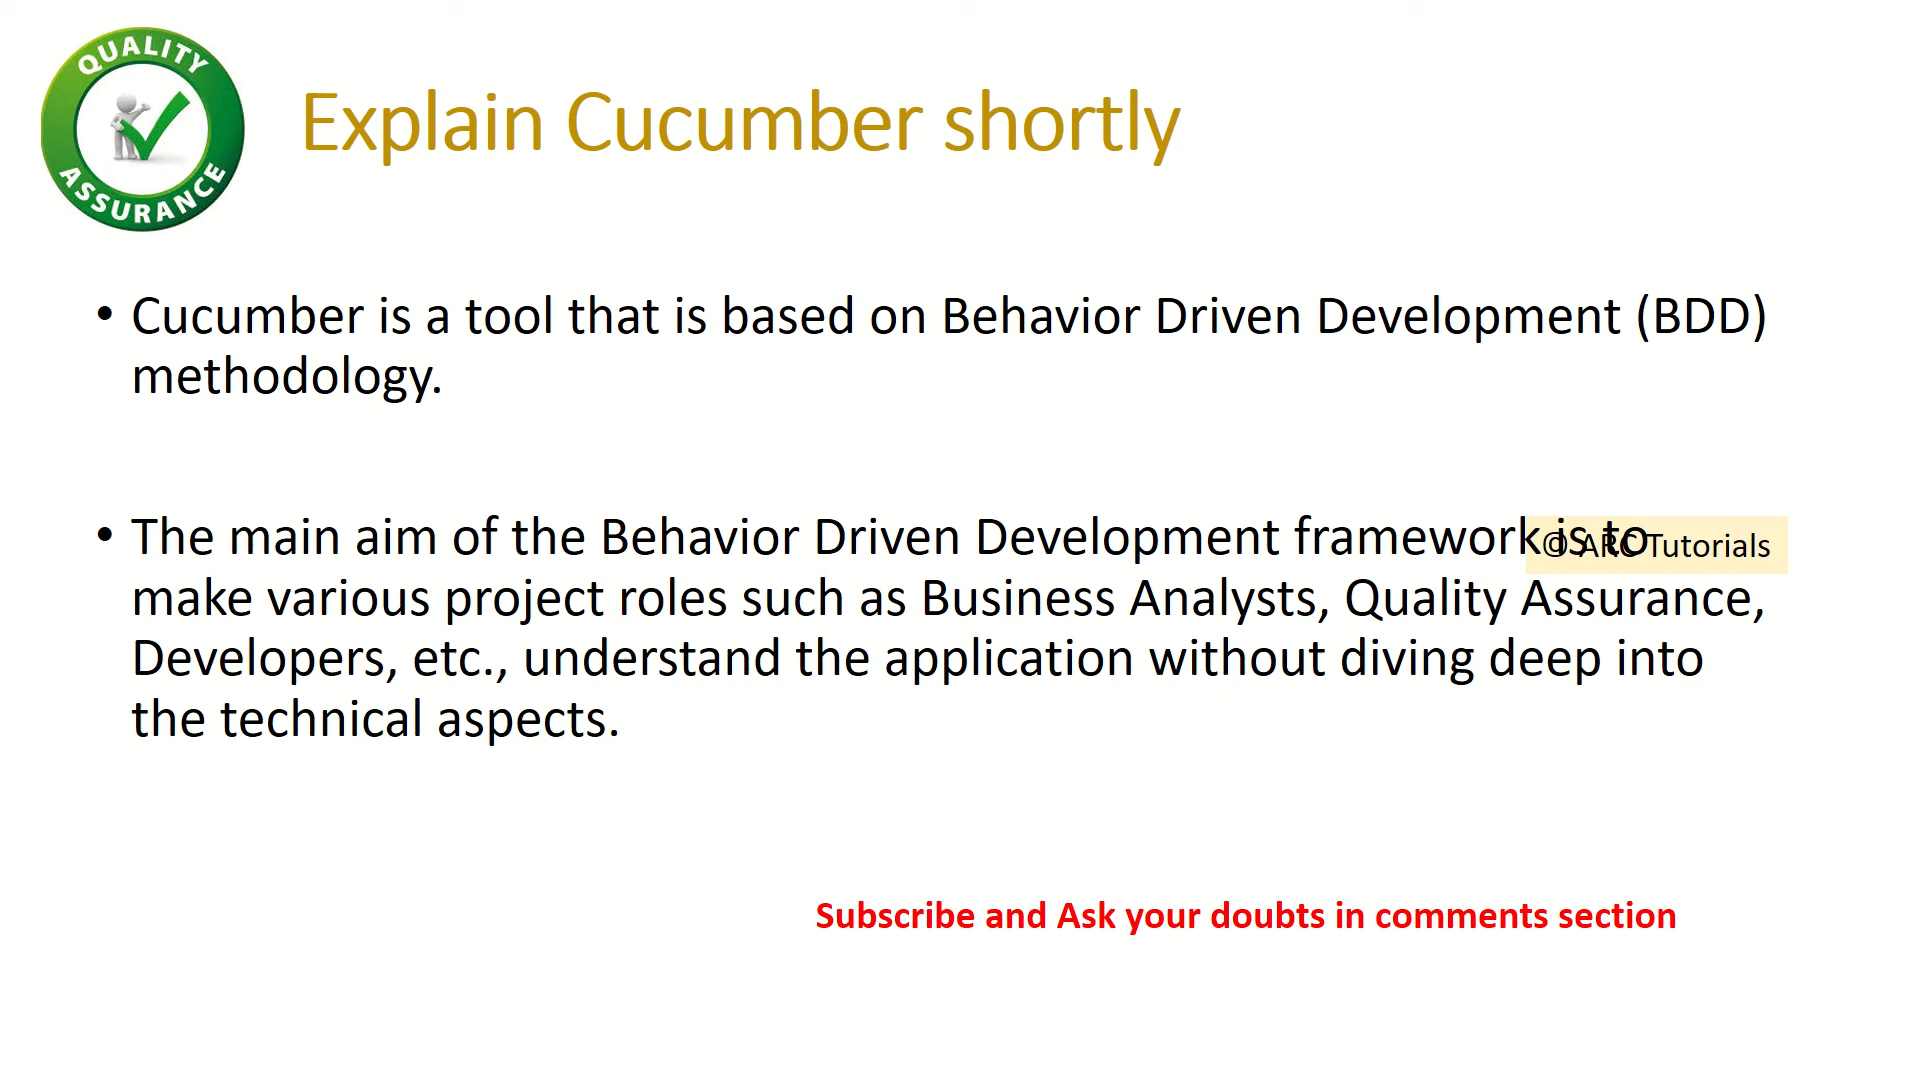 QUALITY
ASSURANCE
Explain Cucumber shortly
• Cucumber is a tool that is based on Behavior Driven Development (BDD)
methodology.
• The main aim of the Behavior Driven Development framework is to
© ARC Tutorials
make various project roles such as Business Analysts, Quality Assurance,
Developers, etc., understand the application without diving deep into
the technical aspects.
Subscribe and Ask your doubts in comments section